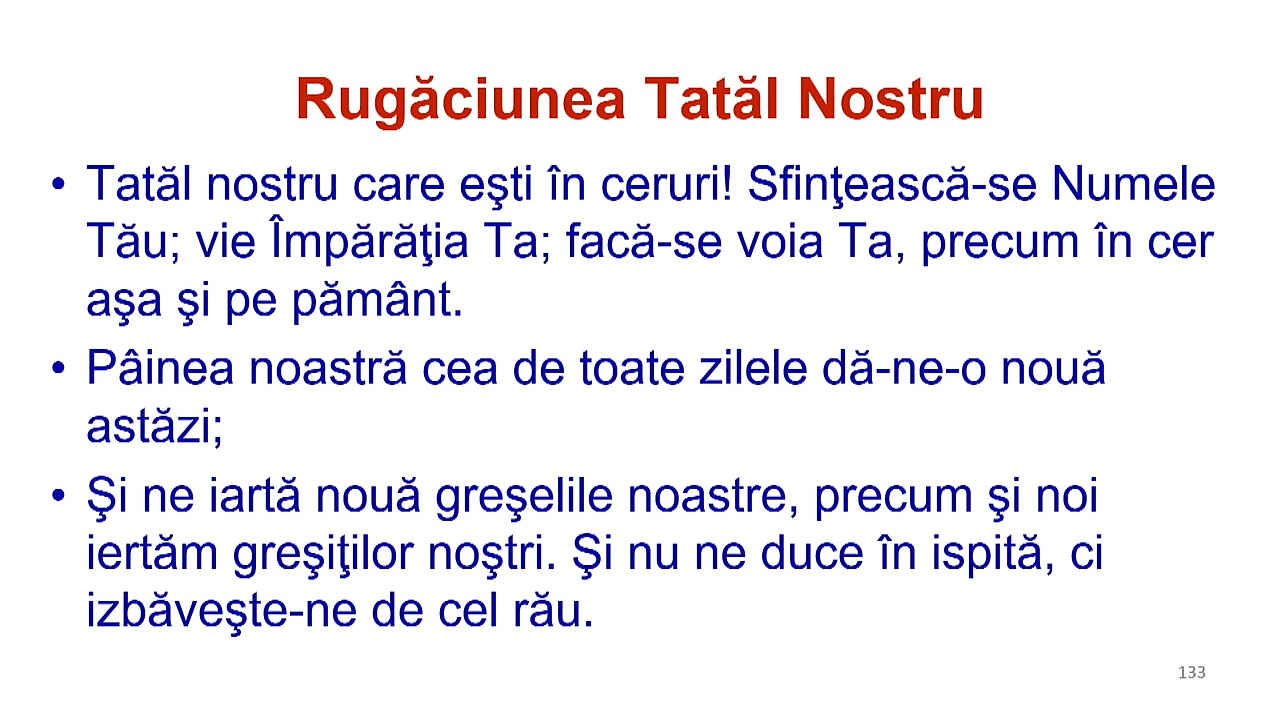 Rugăciunea Tatăl Nostru
• Tatăl nostru care eşti în ceruri! Sfinţească-se Numele
Tău; vie Împărăţia Ta; facă-se voia Ta, precum în cer
aşa şi pe pământ.
• Pâinea noastră cea de toate zilele dă-ne-o nouă
astăzi;
• Şi ne iartă nouă greşelile noastre, precum şi noi
iertăm greşiţilor noştri. Şi nu ne duce în ispită, ci
izbăveşte-ne de cel rău.
133